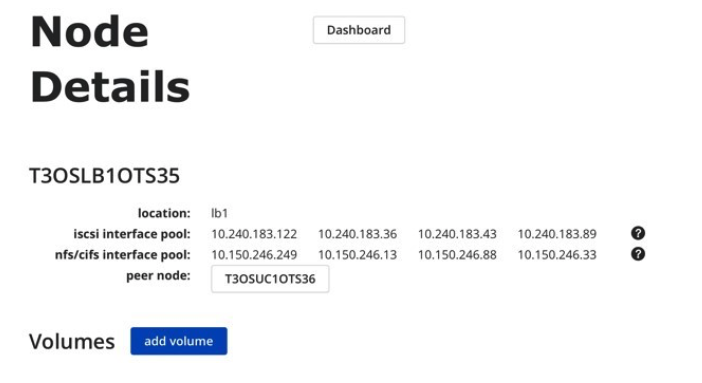 Node
Details
Dashboard
T3OSLB1OTS35
location: lb1
iscsi interface pool: 10.240.183.122 10.240.183.36 10.240.183.43 10.240.183.89 ?
nfs/cifs interface pool: 10.150.246.249 10.150.246.13 10.150.246.88 10.150.246.33 ?
peer node: T3OSUC1OTS36
Volumes add volume